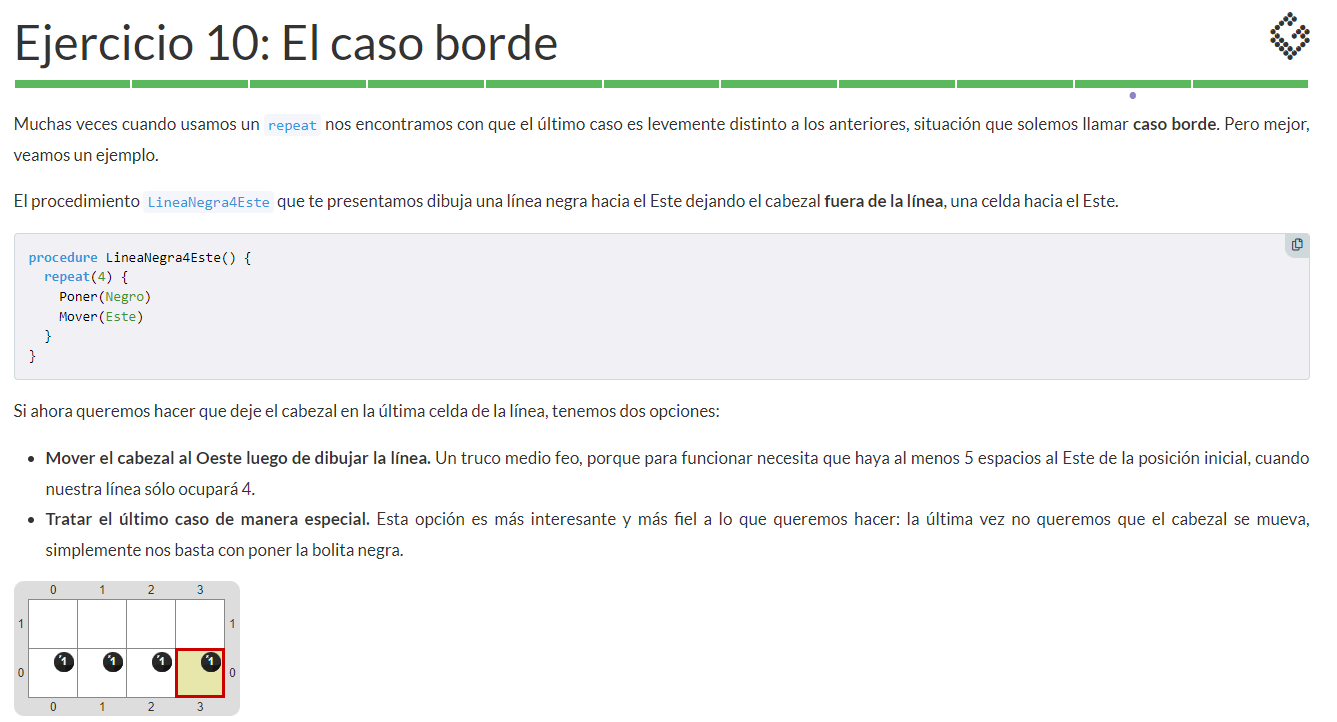 Ejercicio 10: El caso borde
Muchas veces cuando usamos un repeat nos encontramos con que el último caso es levemente distinto a los anteriores, situación que solemos llamar caso borde. Pero mejor,
veamos un ejemplo.
El procedimiento LineaNegra4Este que te presentamos dibuja una línea negra hacia el Este dejando el cabezal fuera de la línea, una celda hacia el Este.
procedure LineaNegra4Este() {
  repeat(4) {
    Poner(Negro)
    Mover(Este)
  }
}
Si ahora queremos hacer que deje el cabezal en la última celda de la línea, tenemos dos opciones:
• Mover el cabezal al Oeste luego de dibujar la línea. Un truco medio feo, porque para funcionar necesita que haya al menos 5 espacios al Este de la posición inicial, cuando
nuestra línea sólo ocupará 4.
• Tratar el último caso de manera especial. Esta opción es más interesante y más fiel a lo que queremos hacer: la última vez no queremos que el cabezal se mueva,
simplemente nos basta con poner la bolita negra.
0 1 2 3
1 1
0 1 1 1 1 0
0 1 2 3